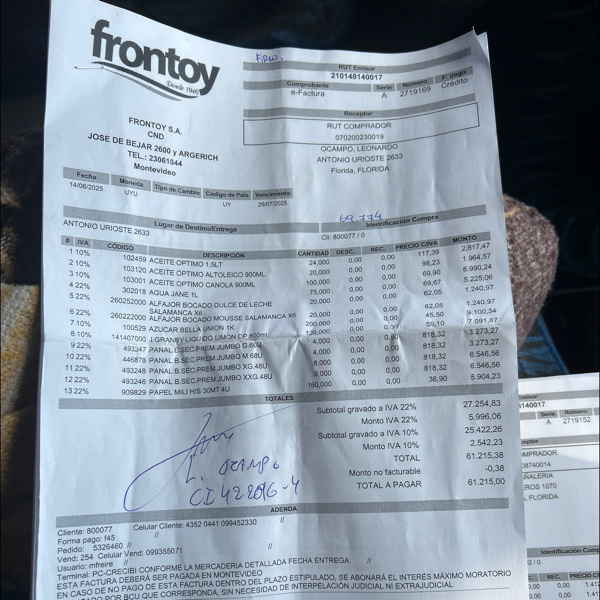 frontoy
Desde 1940
FRONTOY S.A.
CND
JOSE DE BEJAR 2600 y ARGERICH
TEL.: 23061044
Montevideo
RUT Emisor
210148140017
Comprobante Serie Número F. pago
e-Factura A 2719169 Crédito
Receptor
RUT COMPRADOR
070200230019
OCAMPO, LEONARDO
ANTONIO URIOSTE 2633
Florida, FLORIDA
Fecha Moneda Tipo de Cambio Código de País Vencimiento
14/06/2025 UYU UY 29/07/2025
69.774
Lugar de Destino/Entrega Identificación Compra
ANTONIO URIOSTE 2633 Cli: 800077 / 0
# IVA CÓDIGO DESCRIPCIÓN CANTIDAD DESC. REC. PRECIO C/IVA MONTO
1 10% 102459 ACEITE OPTIMO 1,5LT 24,000 0,00 0,00 117,39 2.817,47
2 10% 103120 ACEITE OPTIMO ALTOLEICO 900ML 20,000 0,00 0,00 98,23 1.964,57
3 10% 103001 ACEITE OPTIMO CANOLA 900ML 100,000 0,00 0,00 69,90 6.990,24
4 22% 302018 AGUA JANE 1L 75,000 0,00 0,00 69,67 5.225,06
5 22% 260252000 ALFAJOR BOCADO DULCE DE LECHE SALAMANCA X6 20,000 0,00 0,00 62,05 1.240,97
6 22% 260222000 ALFAJOR BOCADO MOUSSE SALAMANCA X6 20,000 0,00 0,00 62,05 1.240,97
7 10% 100529 AZUCAR BELLA UNION 1K 200,000 0,00 0,00 45,50 9.100,34
8 10% 141407000 J.GRANBY LIQUIDO LIMON DP 800ml 120,000 0,00 0,00 59,10 7.091,87
9 22% 493247 PANAL B.SEC.PREM.JUMBO G.60U 4,000 0,00 0,00 818,32 3.273,27
10 22% 446878 PANAL B.SEC.PREM.JUMBO M 68U 4,000 0,00 0,00 818,32 3.273,27
11 22% 493248 PANAL B.SEC.PREM.JUMBO XG.48U 8,000 0,00 0,00 818,32 6.546,56
12 22% 493246 PANAL B.SEC.PREM.JUMBO XXG.48U 8,000 0,00 0,00 818,32 6.546,56
13 22% 909829 PAPEL MILI H/S 30MT 4U 160,000 0,00 0,00 36,90 5.904,23
TOTALES
Subtotal gravado a IVA 22% 27.254,83
Monto IVA 22% 5.996,06
Subtotal gravado a IVA 10% 25.422,26
Monto IVA 10% 2.542,23
TOTAL 61.215,38
Monto no facturable -0,38
TOTAL A PAGAR 61.215,00
L. OCAMPO
ADENDA
Cliente: 800077 Celular Cliente: 4352 0441 099452330 //
Forma pago: f45 //
Pedido: 5326460 //
Vend: 254 Celular Vend: 099355071 //
Usuario: mfreire //
Terminal: PC-CRECIBI CONFORME LA MERCADERIA DETALLADA FECHA ENTREGA: //
ESTA FACTURA DEBERÁ SER PAGADA EN MONTEVIDEO
EN CASO DE NO PAGO DE ESTA FACTURA DENTRO DEL PLAZO ESTIPULADO, SE ABONARÁ EL INTERÉS MÁXIMO MORATORIO
POR BCU QUE CORRESPONDA, SIN NECESIDAD DE INTERPELACIÓN JUDICIAL NI EXTRAJUDICIAL
Serie Número
A 2719152
, FLORIDA
Identificación Comp
PRECIO C/